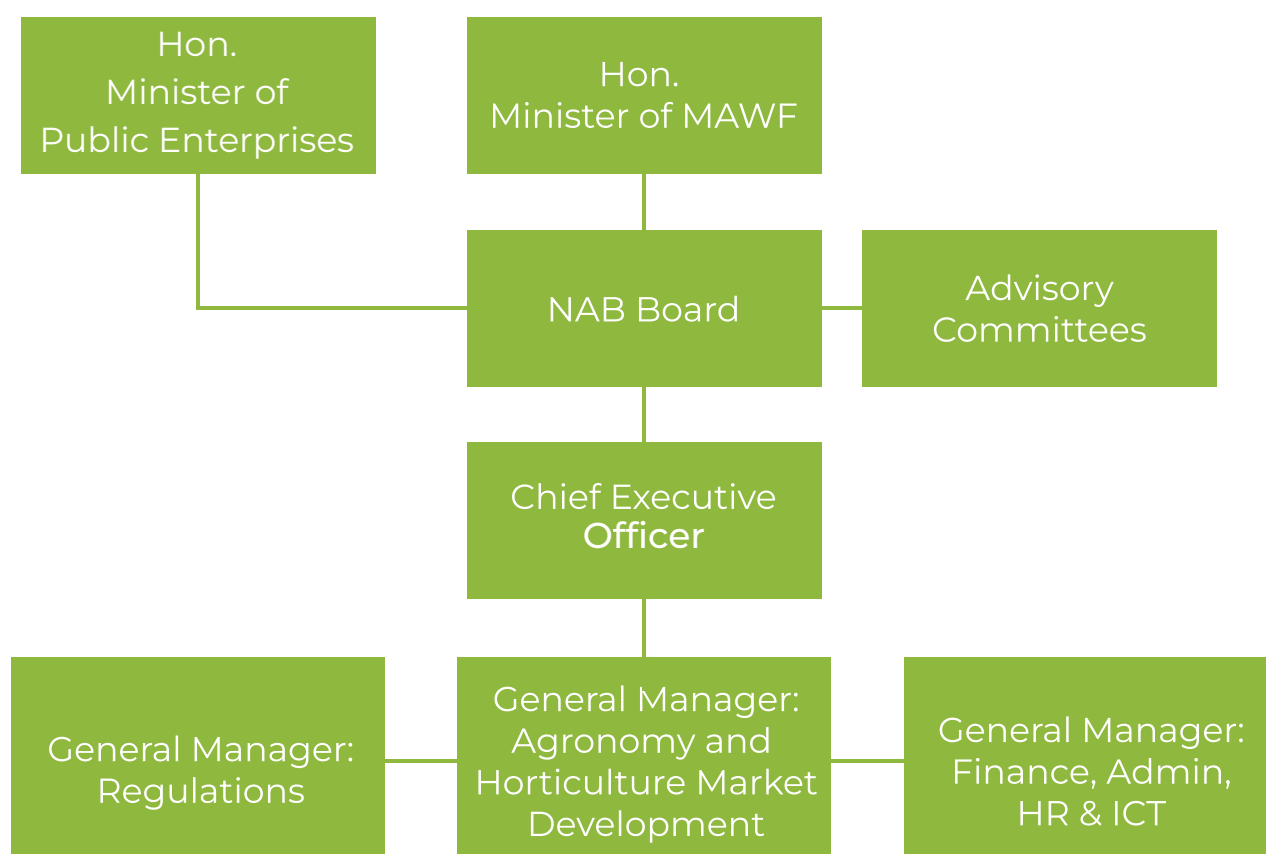 Hon.
Minister of
Public Enterprises
Hon.
Minister of MAWF
NAB Board
Advisory
Committees
Chief Executive
Officer
General Manager:
Regulations
General Manager:
Agronomy and
Horticulture Market
Development
General Manager:
Finance, Admin,
HR & ICT